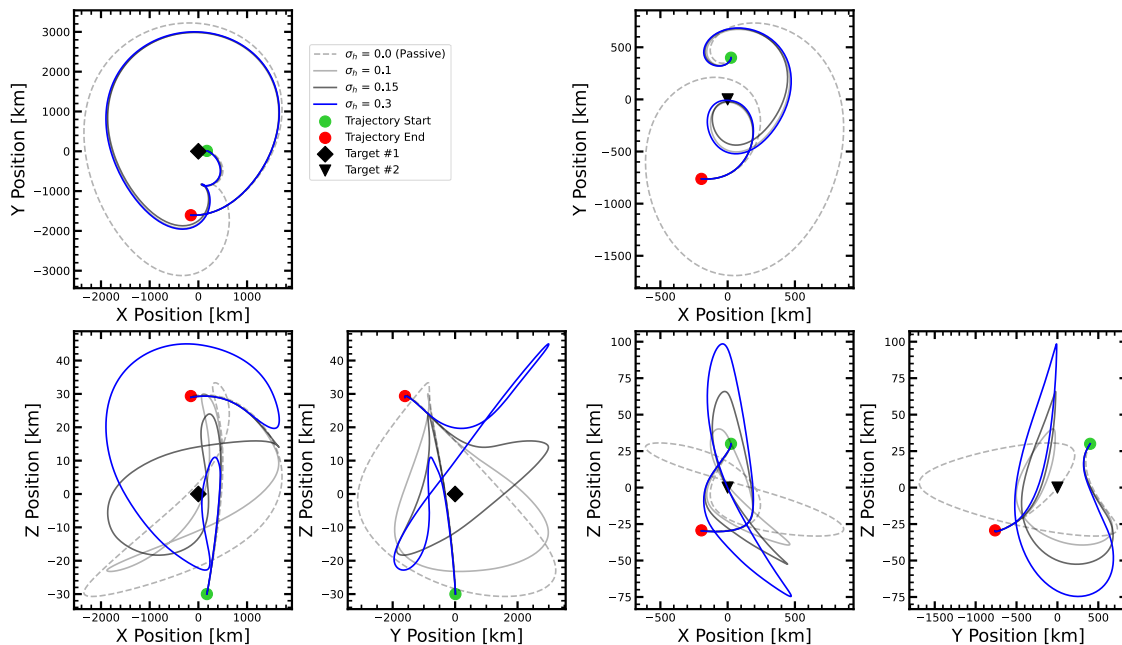 3000
2000
1000
0
−1000
−2000
−3000
Y Position [km]
−2000 −1000 0 1000
X Position [km]
σh = 0.0 (Passive)
σh = 0.1
σh = 0.15
σh = 0.3
Trajectory Start
Trajectory End
Target #1
Target #2
500
0
−500
−1000
−1500
Y Position [km]
−500 0 500
X Position [km]
40
30
20
10
0
−10
−20
−30
Z Position [km]
−2000 −1000 0 1000
X Position [km]
40
30
20
10
0
−10
−20
−30
Z Position [km]
−2000 0 2000
Y Position [km]
100
75
50
25
0
−25
−50
−75
Z Position [km]
−500 0 500
X Position [km]
100
75
50
25
0
−25
−50
−75
Z Position [km]
−1500 −1000 −500 0 500
Y Position [km]